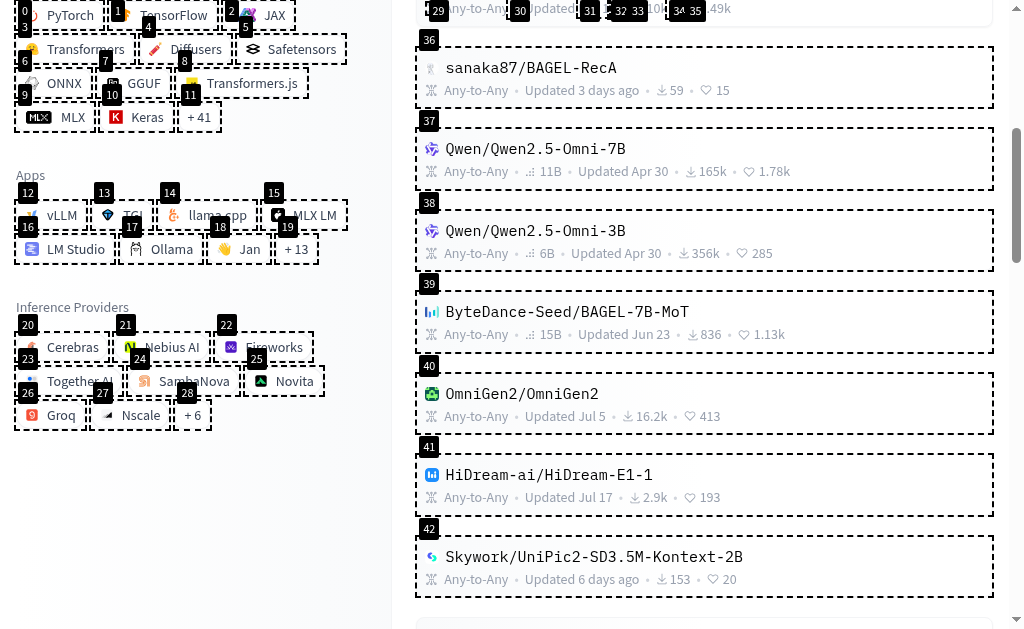 0 PyTorch 1 TensorFlow 2 JAX
3 Transformers 4 Diffusers 5 Safetensors
6 ONNX 7 GGUF 8 Transformers.js
9 MLX 10 Keras 11 + 41
Apps
12 vLLM 13 TGI 14 llama.cpp 15 MLX LM
16 LM Studio 17 Ollama 18 Jan 19 + 13
Inference Providers
20 Cerebras 21 Nebius AI 22 Fireworks
23 Together AI 24 SambaNova 25 Novita
26 Groq 27 Nscale 28 + 6
29 Any-to-Any 30 Updated 31 32 33 34 35 .49k
36
sanaka87/BAGEL-RecA
Any-to-Any • Updated 3 days ago • 59 • 15
37
Qwen/Qwen2.5-Omni-7B
Any-to-Any • 11B • Updated Apr 30 • 165k • 1.78k
38
Qwen/Qwen2.5-Omni-3B
Any-to-Any • 6B • Updated Apr 30 • 356k • 285
39
ByteDance-Seed/BAGEL-7B-MoT
Any-to-Any • 15B • Updated Jun 23 • 836 • 1.13k
40
OmniGen2/OmniGen2
Any-to-Any • Updated Jul 5 • 16.2k • 413
41
HiDream-ai/HiDream-E1-1
Any-to-Any • Updated Jul 17 • 2.9k • 193
42
Skywork/UniPic2-SD3.5M-Kontext-2B
Any-to-Any • Updated 6 days ago • 153 • 20